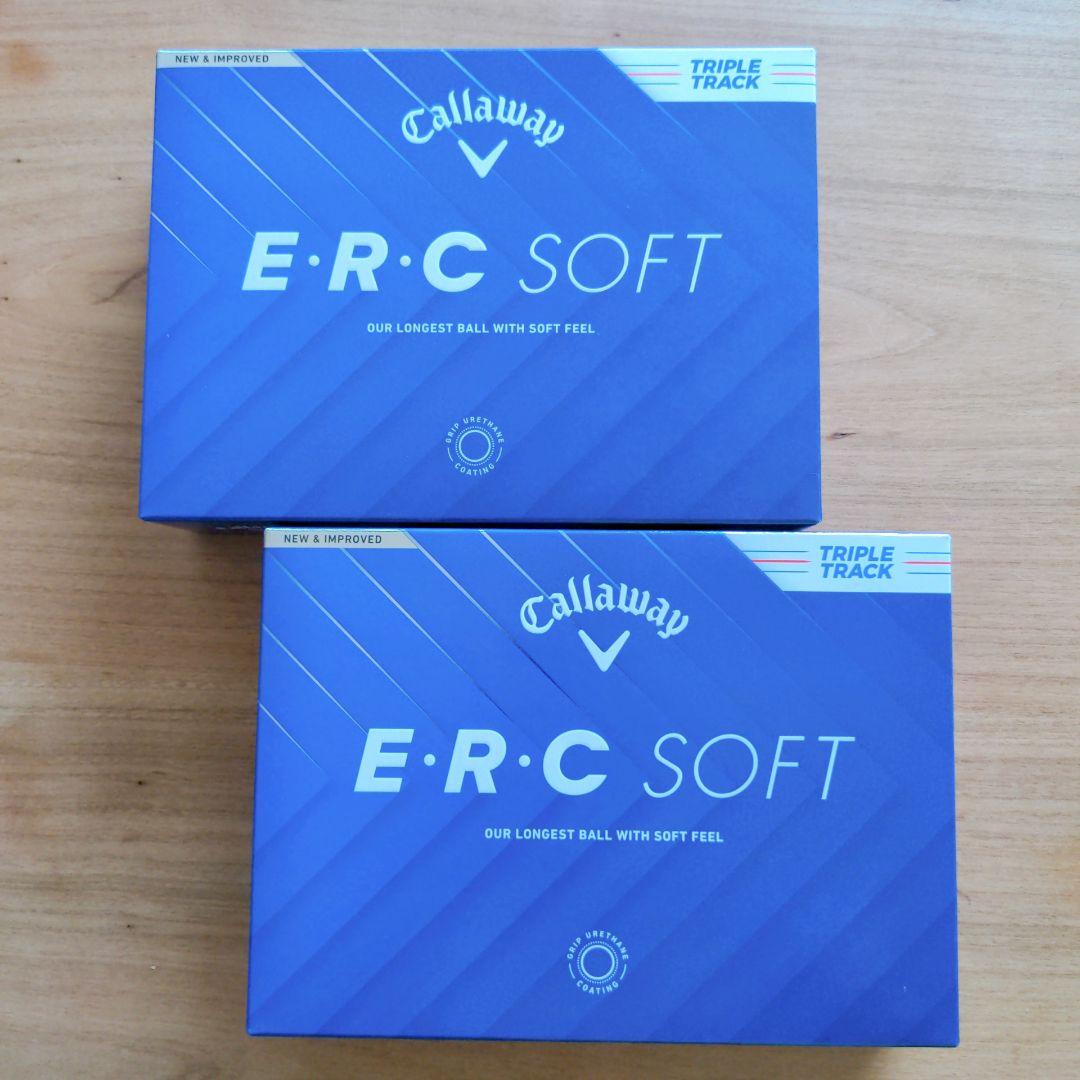 NEW & IMPROVED
TRIPLE
TRACK
Callaway
E·R·C SOFT
OUR LONGEST BALL WITH SOFT FEEL
GRIP URETHANE
COATING
NEW & IMPROVED
TRIPLE
TRACK
Callaway
E·R·C SOFT
OUR LONGEST BALL WITH SOFT FEEL
GRIP URETHANE
COATING